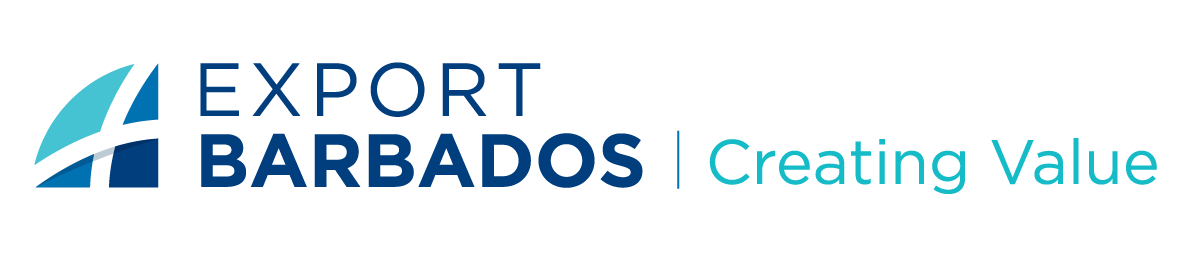 EXPORT
BARBADOS | Creating Value